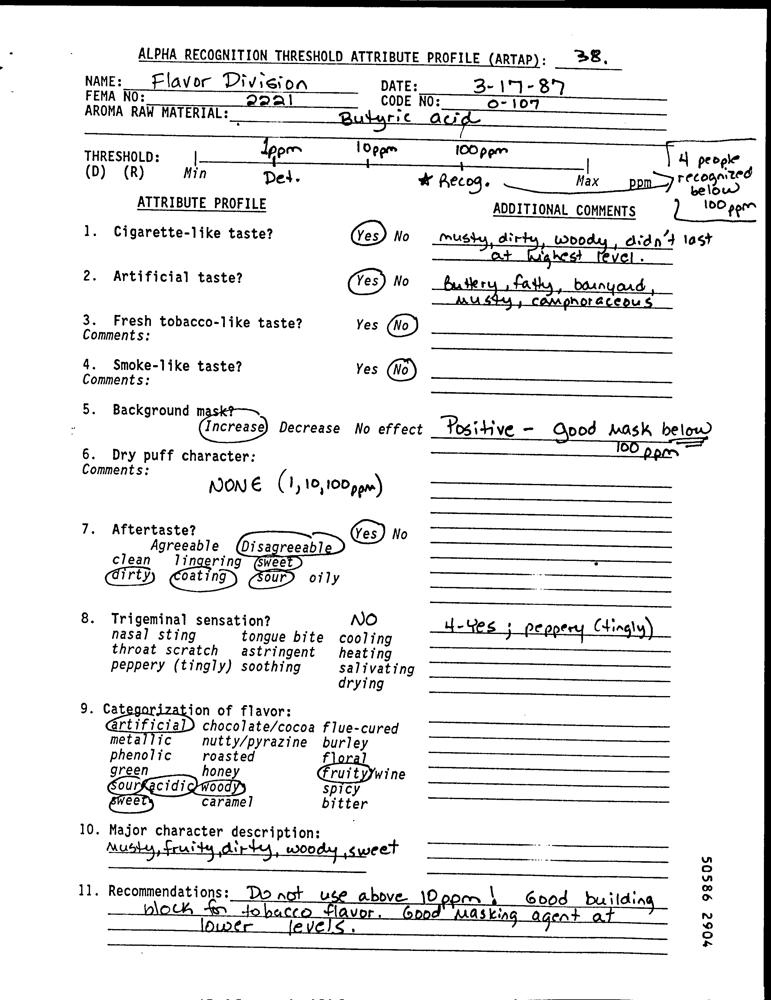 ALPHA RECOGNITION THRESHOLD ATTRIBUTE PROFILE (ARTAP): 38.
NAME: Flavor Division DATE: 3-17-87
FEMA NO: 2221 CODE NO: 0-107
AROMA RAW MATERIAL: Butyric acid
1ppm 10ppm 100ppm
THRESHOLD:
(D) (R) Min Det. * Recog. Max ppm
4 people
recognized
below
100 ppm
ATTRIBUTE PROFILE ADDITIONAL COMMENTS
1. Cigarette-like taste? Yes No musty, dirty, woody, didn't last
at highest level.
2. Artificial taste? Yes No Buttery, fatty, barnyard,
musty, camphoraceous
3. Fresh tobacco-like taste? Yes No
Comments:
4. Smoke-like taste? Yes No
Comments:
5. Background mask?
Increase Decrease No effect Positive - good mask below
100 ppm
6. Dry puff character:
Comments:
NONE (1,10,100ppm)
7. Aftertaste? Yes No
Agreeable Disagreeable
clean lingering sweet
dirty coating sour oily
8. Trigeminal sensation? NO 4-Yes ; peppery (tingly)
nasal sting tongue bite cooling
throat scratch astringent heating
peppery (tingly) soothing salivating
drying
9. Categorization of flavor:
artificial chocolate/cocoa flue-cured
metallic nutty/pyrazine burley
phenolic roasted floral
green honey fruity/wine
sour/acidic woody spicy
sweet caramel bitter
10. Major character description:
musty, fruity, dirty, woody, sweet
11. Recommendations: Do not use above 10 ppm! Good building
block for tobacco flavor. Good masking agent at
lower levels.
50586 2904